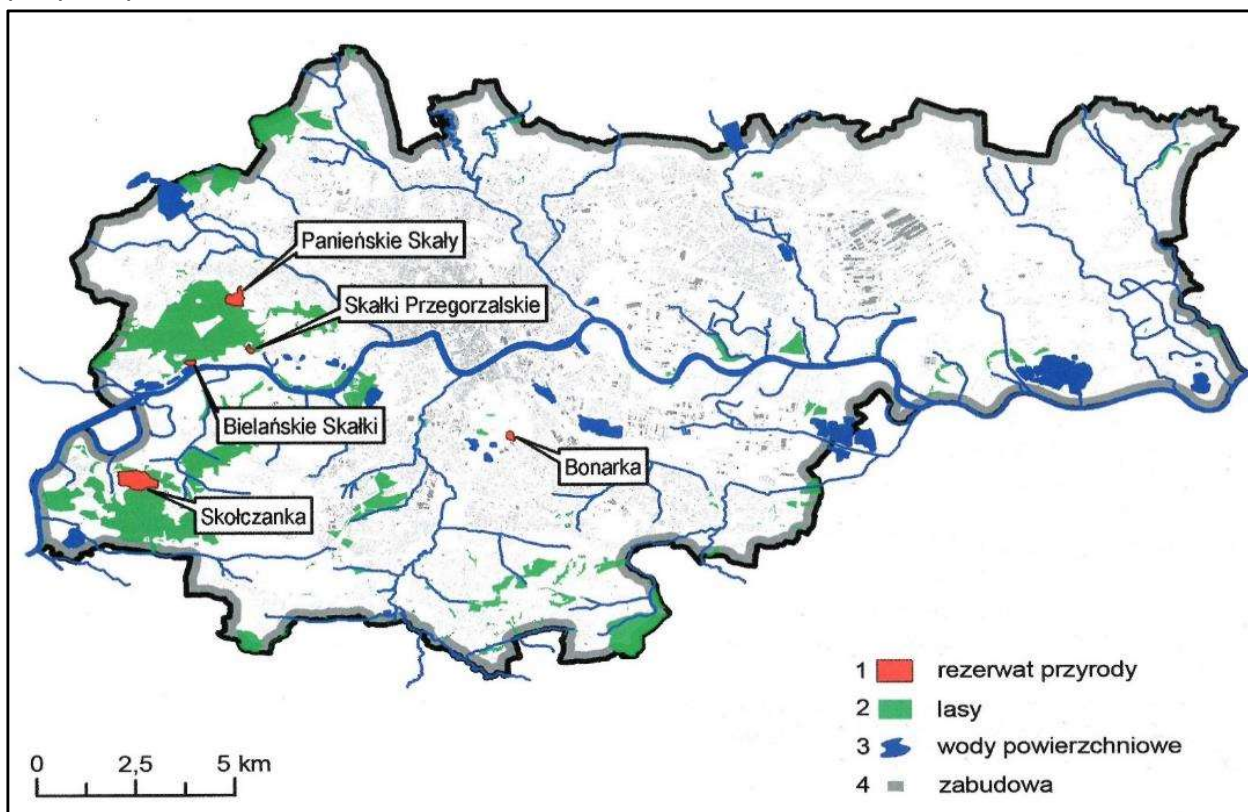 Panieńskie Skały
Skałki Przegorzalskie
Bielańskie Skałki
Bonarka
Skołczanka
1 rezerwat przyrody
2 lasy
3 wody powierzchniowe
4 zabudowa
0 2,5 5 km